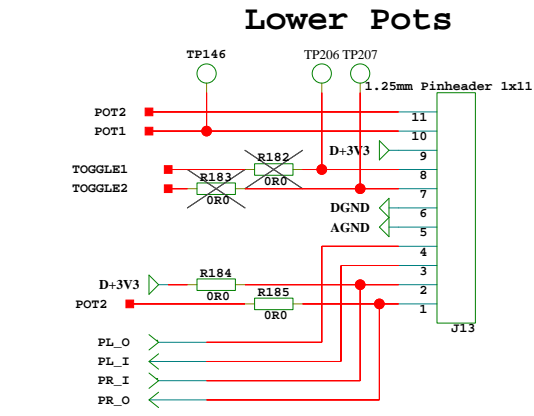 Lower Pots
TP146
TP206 TP207
1.25mm Pinheader 1x11
POT2
11
POT1
10
R182
D+3V3
9
TOGGLE1
R183
0R0
8
TOGGLE2
0R0
7
DGND
6
AGND
5
4
3
R184
D+3V3
0R0
R185
2
POT2
0R0
1
J13
PL_O
PL_I
PR_I
PR_O